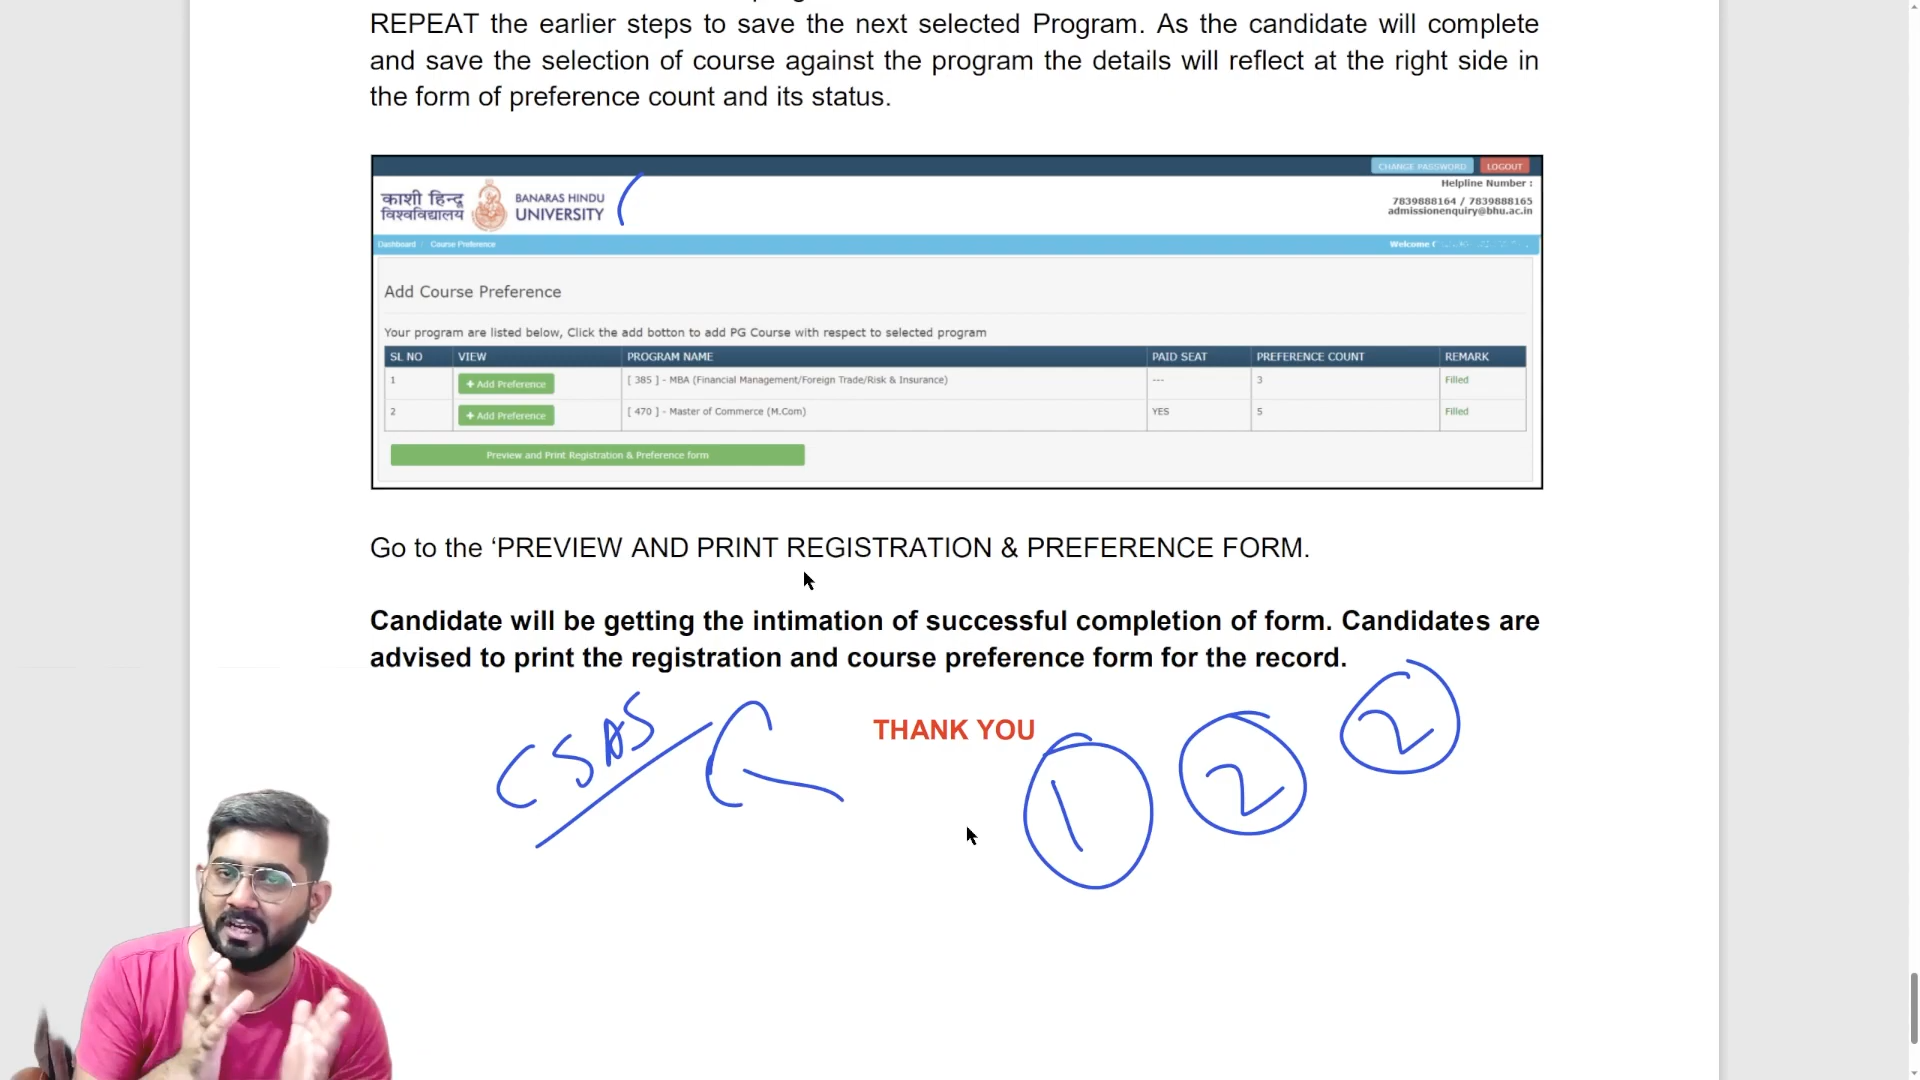 REPEAT the earlier steps to save the next selected Program. As the candidate will complete
and save the selection of course against the program the details will reflect at the right side in
the form of preference count and its status.
CHANGE PASSWORD LOGOUT
काशी हिन्दू
विश्वविद्यालय
BANARAS HINDU
UNIVERSITY
Helpline Number :
7839888164 / 7839888165
admissionenquiry@bhu.ac.in
Dashboard / Course Preference
Welcome
Add Course Preference
Your program are listed below, Click the add botton to add PG Course with respect to selected program
SL NO VIEW PROGRAM NAME PAID SEAT PREFERENCE COUNT REMARK
1 + Add Preference [ 385 ] - MBA (Financial Management/Foreign Trade/Risk & Insurance) --- 3 Filled
2 + Add Preference [ 470 ] - Master of Commerce (M.Com) YES 5 Filled
Preview and Print Registration & Preference form
Go to the ‘PREVIEW AND PRINT REGISTRATION & PREFERENCE FORM.
Candidate will be getting the intimation of successful completion of form. Candidates are
advised to print the registration and course preference form for the record.
THANK YOU
CSAS
1 2 2